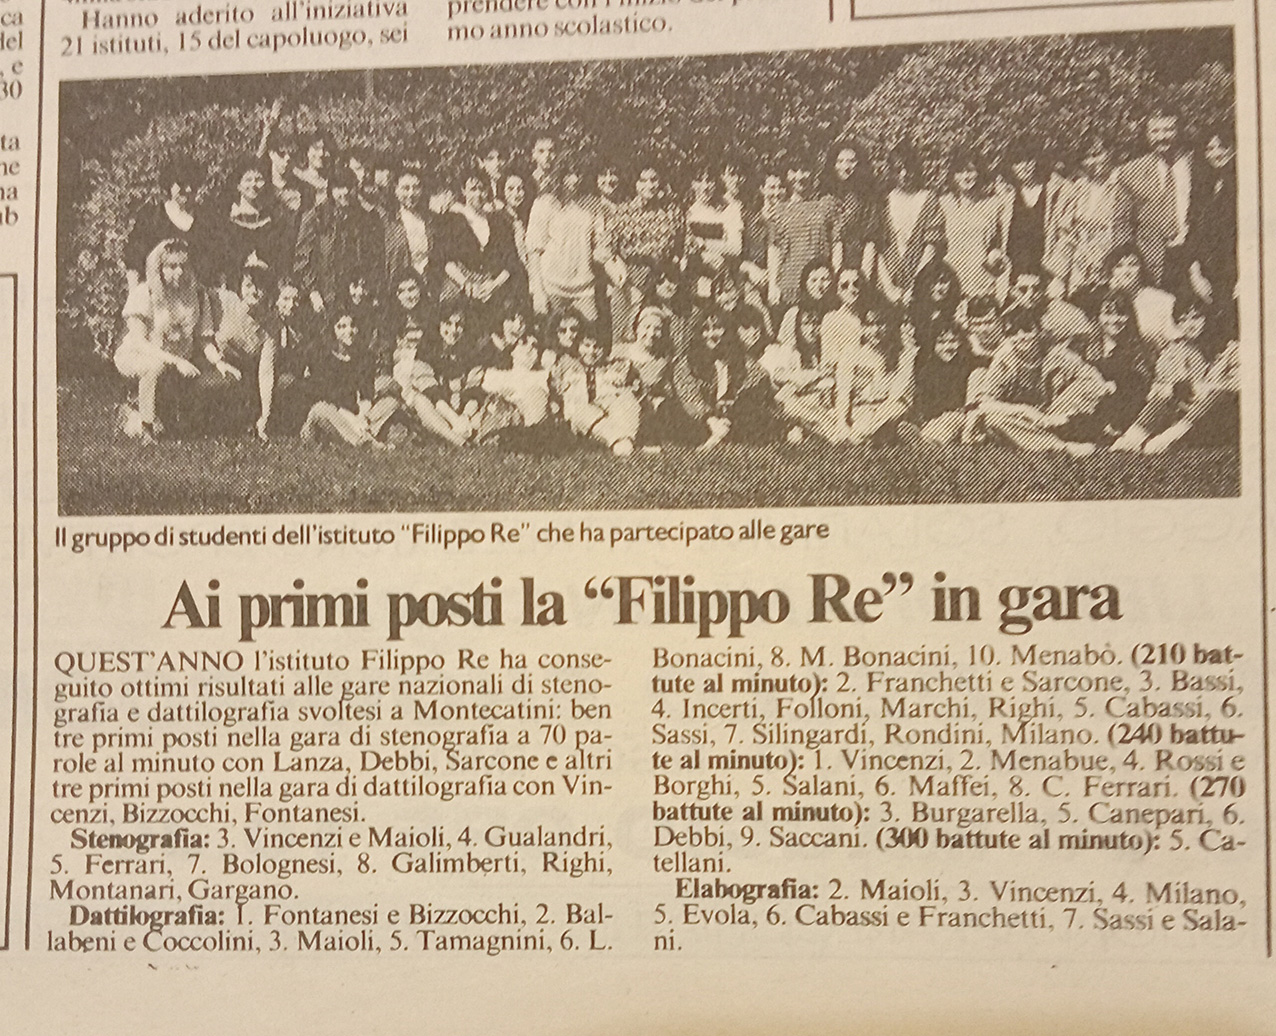 ca
del
, e
30
ta
ne
na
ub
Hanno aderito all'iniziativa
21 istituti, 15 del capoluogo, sei
mo anno scolastico.
Il gruppo di studenti dell'istituto "Filippo Re" che ha partecipato alle gare
Ai primi posti la “Filippo Re” in gara
QUEST'ANNO l'istituto Filippo Re ha conse-
guito ottimi risultati alle gare nazionali di steno-
grafia e dattilografia svoltesi a Montecatini: ben
tre primi posti nella gara di stenografia a 70 pa-
role al minuto con Lanza, Debbi, Sarcone e altri
tre primi posti nella gara di dattilografia con Vin-
cenzi, Bizzocchi, Fontanesi.
Stenografia: 3. Vincenzi e Maioli, 4. Gualandri,
5. Ferrari, 7. Bolognesi, 8. Galimberti, Righi,
Montanari, Gargano.
Dattilografia: 1. Fontanesi e Bizzocchi, 2. Bal-
labeni e Coccolini, 3. Maioli, 5. Tamagnini, 6. L.
Bonacini, 8. M. Bonacini, 10. Menabò. (210 bat-
tute al minuto): 2. Franchetti e Sarcone, 3. Bassi,
4. Incerti, Folloni, Marchi, Righi, 5. Cabassi, 6.
Sassi, 7. Silingardi, Rondini, Milano. (240 battu-
te al minuto): 1. Vincenzi, 2. Menabue, 4. Rossi e
Borghi, 5. Salani, 6. Maffei, 8. C. Ferrari. (270
battute al minuto): 3. Burgarella, 5. Canepari, 6.
Debbi, 9. Saccani. (300 battute al minuto): 5. Ca-
tellani.
Elabografia: 2. Maioli, 3. Vincenzi, 4. Milano,
5. Evola, 6. Cabassi e Franchetti, 7. Sassi e Sala-
ni.